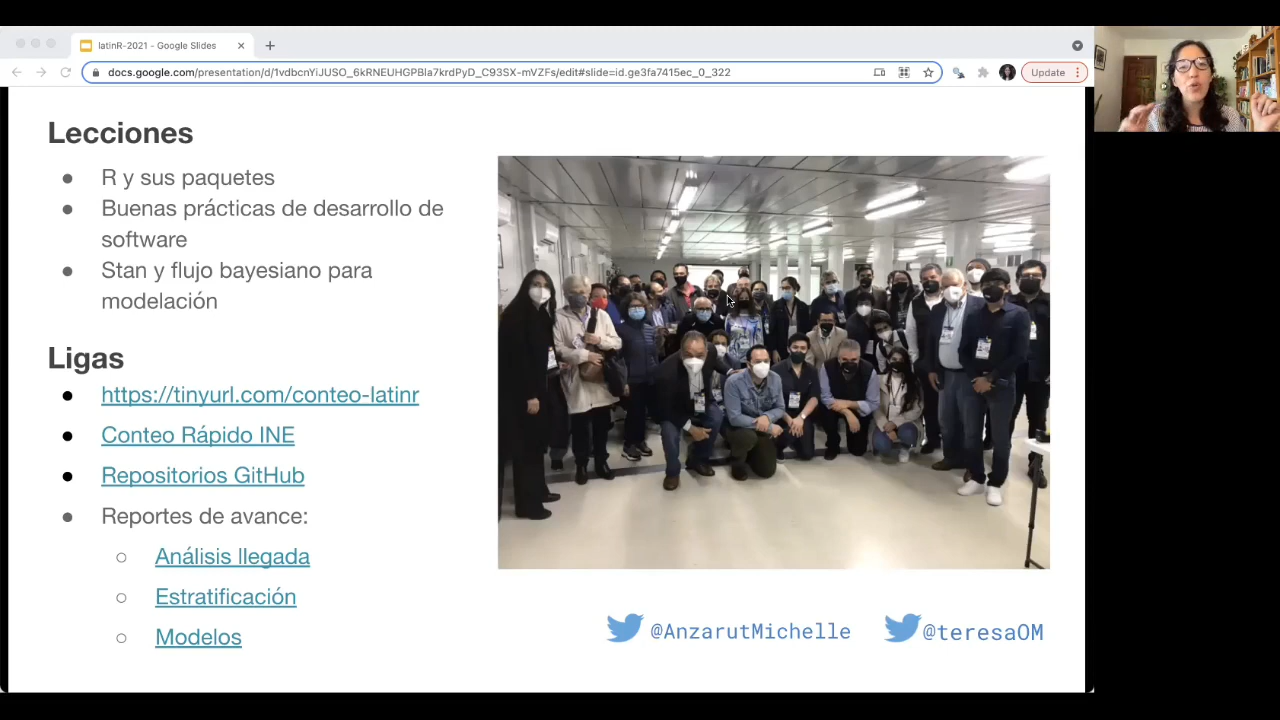 latinR-2021 - Google Slides
docs.google.com/presentation/d/1vdbcnYiJUSO_6kRNEUHGPBla7krdPyD_C93SX-mVZFs/edit#slide=id.ge3fa7415ec_0_322
Update
Lecciones
R y sus paquetes
Buenas prácticas de desarrollo de
software
Stan y flujo bayesiano para
modelación
Ligas
https://tinyurl.com/conteo-latinr
Conteo Rápido INE
Repositorios GitHub
Reportes de avance:
Análisis llegada
Estratificación
Modelos
@AnzarutMichelle
@teresaOM